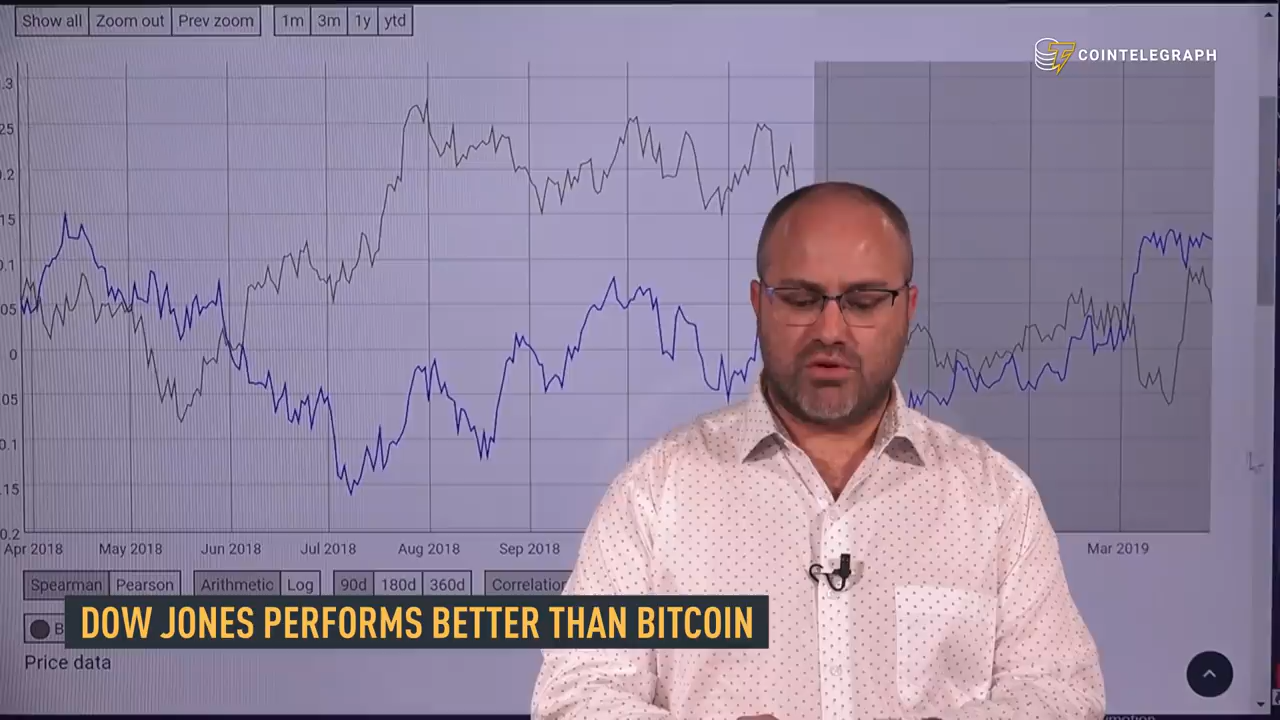 Show all Zoom out Prev zoom 1m 3m 1y ytd
COINTELEGRAPH
.3
25
.2
15
0.1
05
0
05
0.1
15
0.2
Apr 2018 May 2018 Jun 2018 Jul 2018 Aug 2018 Sep 2018 Mar 2019
Spearman Pearson Arithmetic Log 90d 180d 360d Correlation
DOW JONES PERFORMS BETTER THAN BITCOIN
Price data